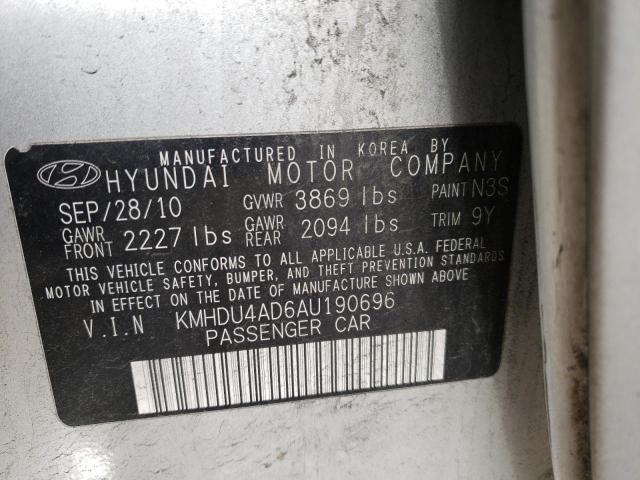 MANUFACTURED IN KOREA BY
HYUNDAI MOTOR COMPANY
SEP/28/10 GVWR 3869 lbs PAINT N3S
GAWR FRONT 2227 lbs GAWR REAR 2094 lbs TRIM 9Y
THIS VEHICLE CONFORMS TO ALL APPLICABLE U.S.A. FEDERAL
MOTOR VEHICLE SAFETY, BUMPER, AND THEFT PREVENTION STANDARDS
IN EFFECT ON THE DATE OF MANUFACTURE SHOWN ABOVE
V.I.N KMHDU4AD6AU190696
PASSENGER CAR